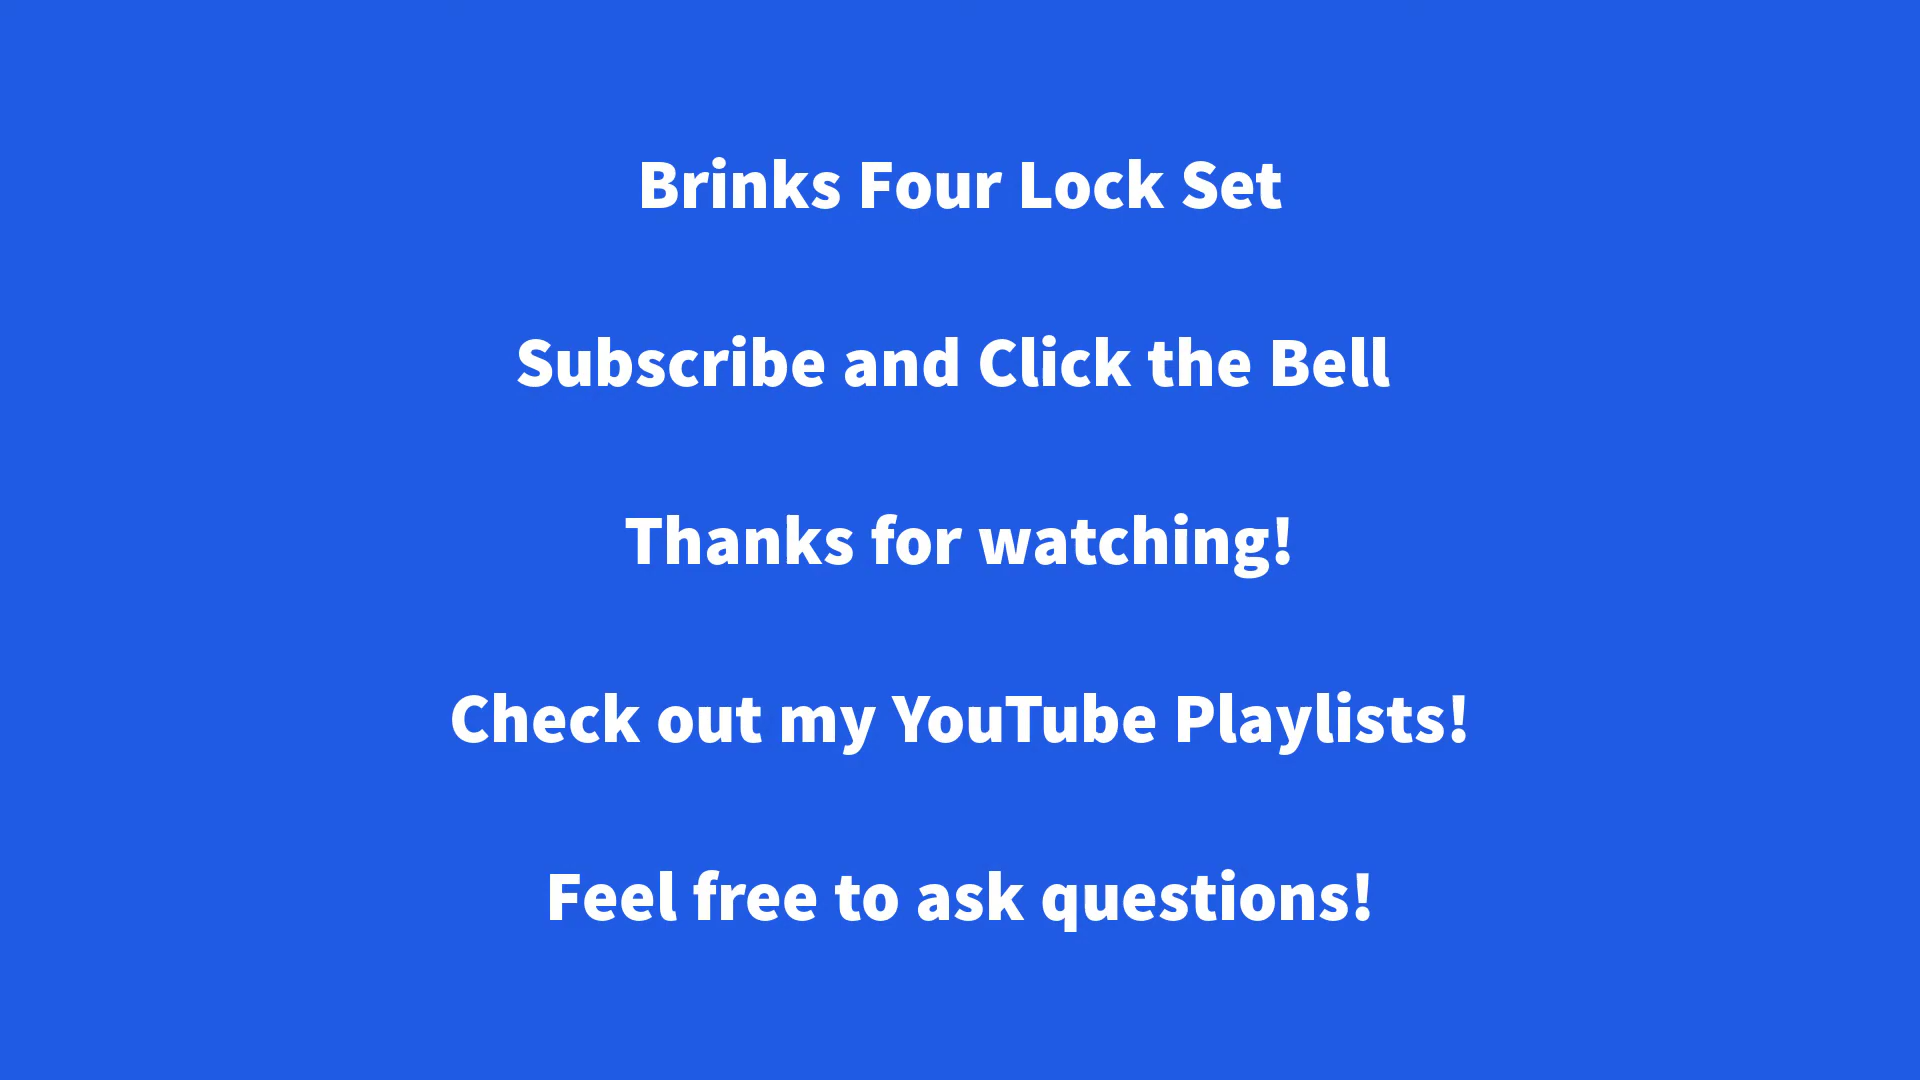 Brinks Four Lock Set
Subscribe and Click the Bell
Thanks for watching!
Check out my YouTube Playlists!
Feel free to ask questions!